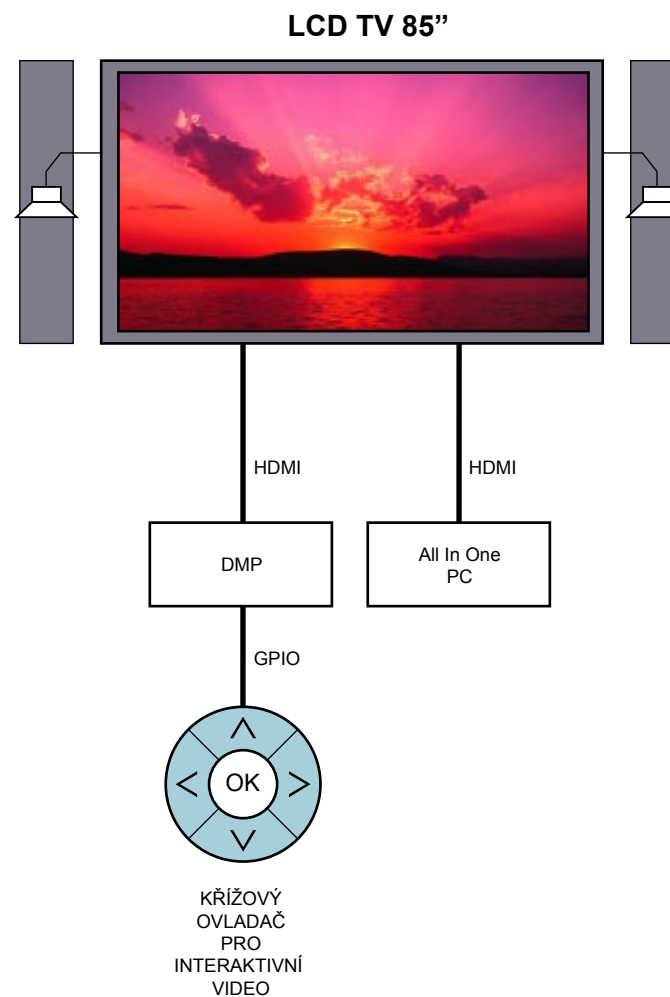 LCD TV 85”
HDMI
HDMI
DMP
All In One
PC
GPIO
OK
KŘÍŽOVÝ
OVLADAČ
PRO
INTERAKTIVNÍ
VIDEO